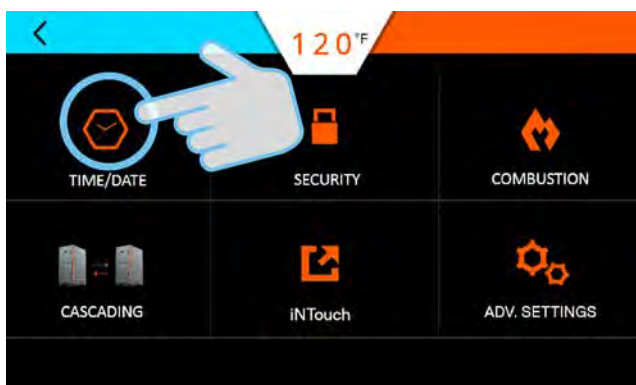 120°F
TIME/DATE
SECURITY
COMBUSTION
CASCADING
iNTouch
ADV. SETTINGS